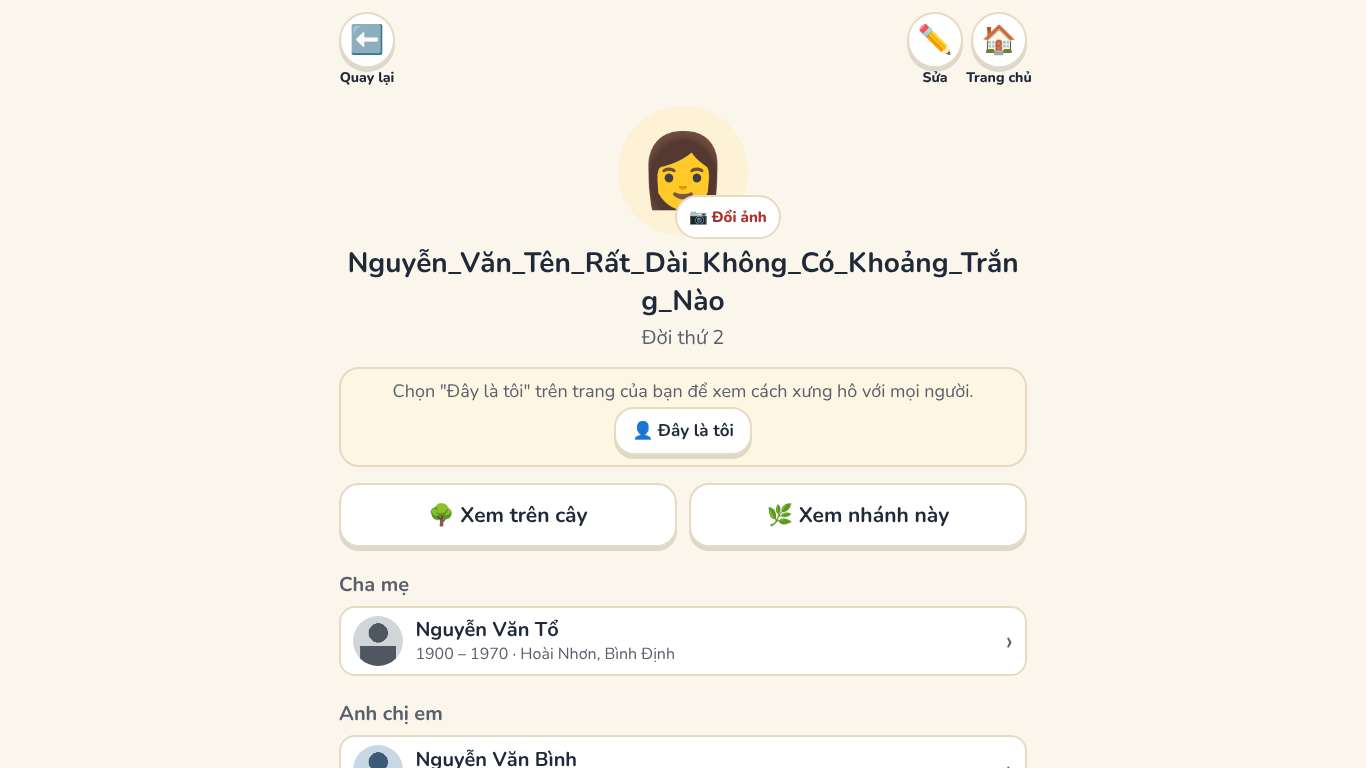 Quay lại
Sửa
Trang chủ
Đổi ảnh
Nguyễn_Văn_Tên_Rất_Dài_Không_Có_Khoảng_Trắn
g_Nào
Đời thứ 2
Chọn "Đây là tôi" trên trang của bạn để xem cách xưng hô với mọi người.
Đây là tôi
Xem trên cây
Xem nhánh này
Cha mẹ
Nguyễn Văn Tổ
1900 – 1970 · Hoài Nhơn, Bình Định
Anh chị em
Nguyễn Văn Bình